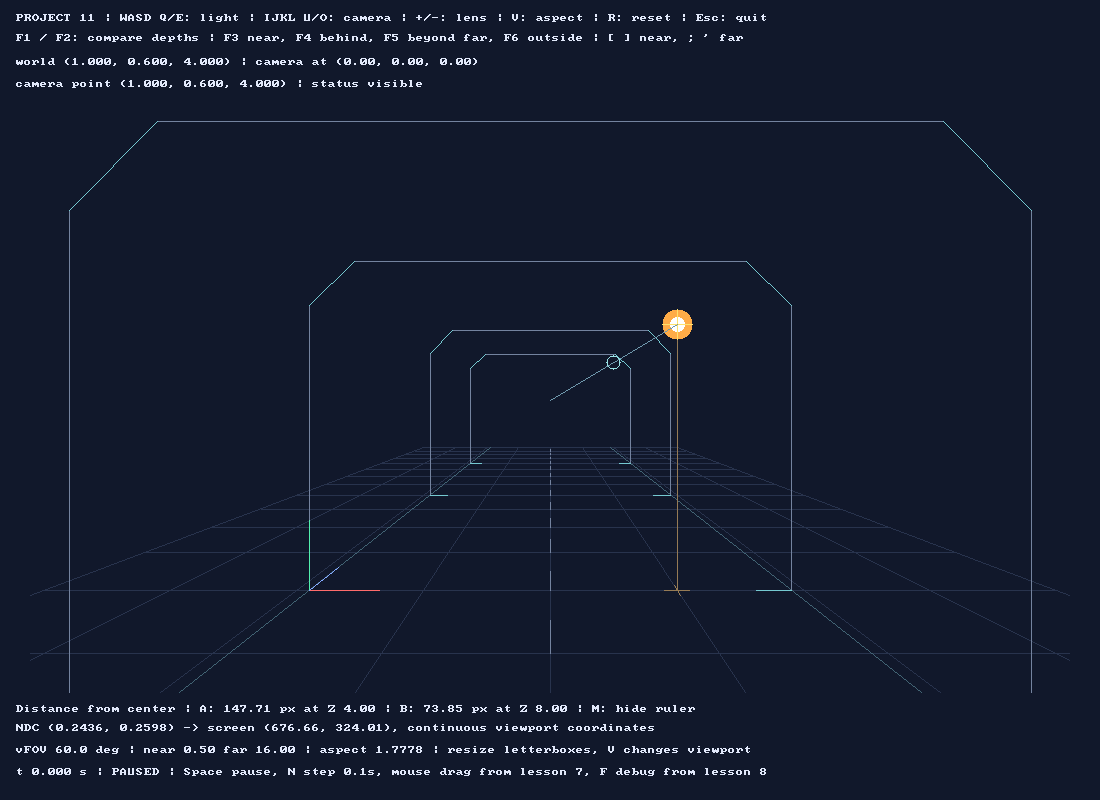 PROJECT 11 ¦ WASD Q/E: light ¦ IJKL U/O: camera ¦ +/-: lens ¦ V: aspect ¦ R: reset ¦ Esc: quit
F1 / F2: compare depths ¦ F3 near, F4 behind, F5 beyond far, F6 outside ¦ [ ] near, ; ' far
world (1.000, 0.600, 4.000) ¦ camera at (0.00, 0.00, 0.00)
camera point (1.000, 0.600, 4.000) ¦ status visible
Distance from center ¦ A: 147.71 px at Z 4.00 ¦ B: 73.85 px at Z 8.00 ¦ M: hide ruler
NDC (0.2436, 0.2598) -> screen (676.66, 324.01), continuous viewport coordinates
vFOV 60.0 deg ¦ near 0.50 far 16.00 ¦ aspect 1.7778 ¦ resize letterboxes, V changes viewport
t 0.000 s ¦ PAUSED ¦ Space pause, N step 0.1s, mouse drag from lesson 7, F debug from lesson 8